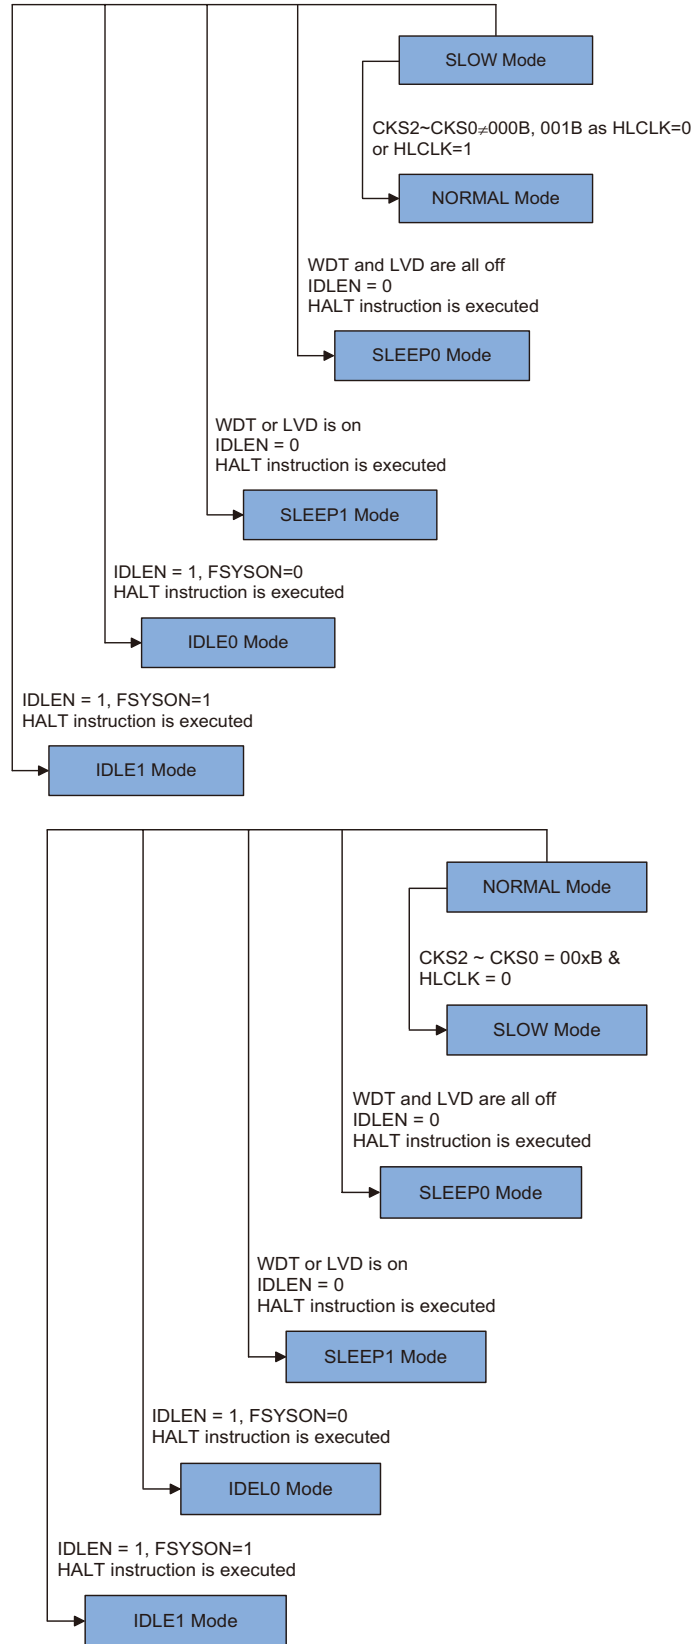 SLOW Mode
CKS2~CKS0≠000B, 001B as HLCLK=0
or HLCLK=1
NORMAL Mode
WDT and LVD are all off
IDLEN = 0
HALT instruction is executed
SLEEP0 Mode
WDT or LVD is on
IDLEN = 0
HALT instruction is executed
SLEEP1 Mode
IDLEN = 1, FSYSON=0
HALT instruction is executed
IDLE0 Mode
IDLEN = 1, FSYSON=1
HALT instruction is executed
IDLE1 Mode
NORMAL Mode
CKS2 ~ CKS0 = 00xB &
HLCLK = 0
SLOW Mode
WDT and LVD are all off
IDLEN = 0
HALT instruction is executed
SLEEP0 Mode
WDT or LVD is on
IDLEN = 0
HALT instruction is executed
SLEEP1 Mode
IDLEN = 1, FSYSON=0
HALT instruction is executed
IDEL0 Mode
IDLEN = 1, FSYSON=1
HALT instruction is executed
IDLE1 Mode